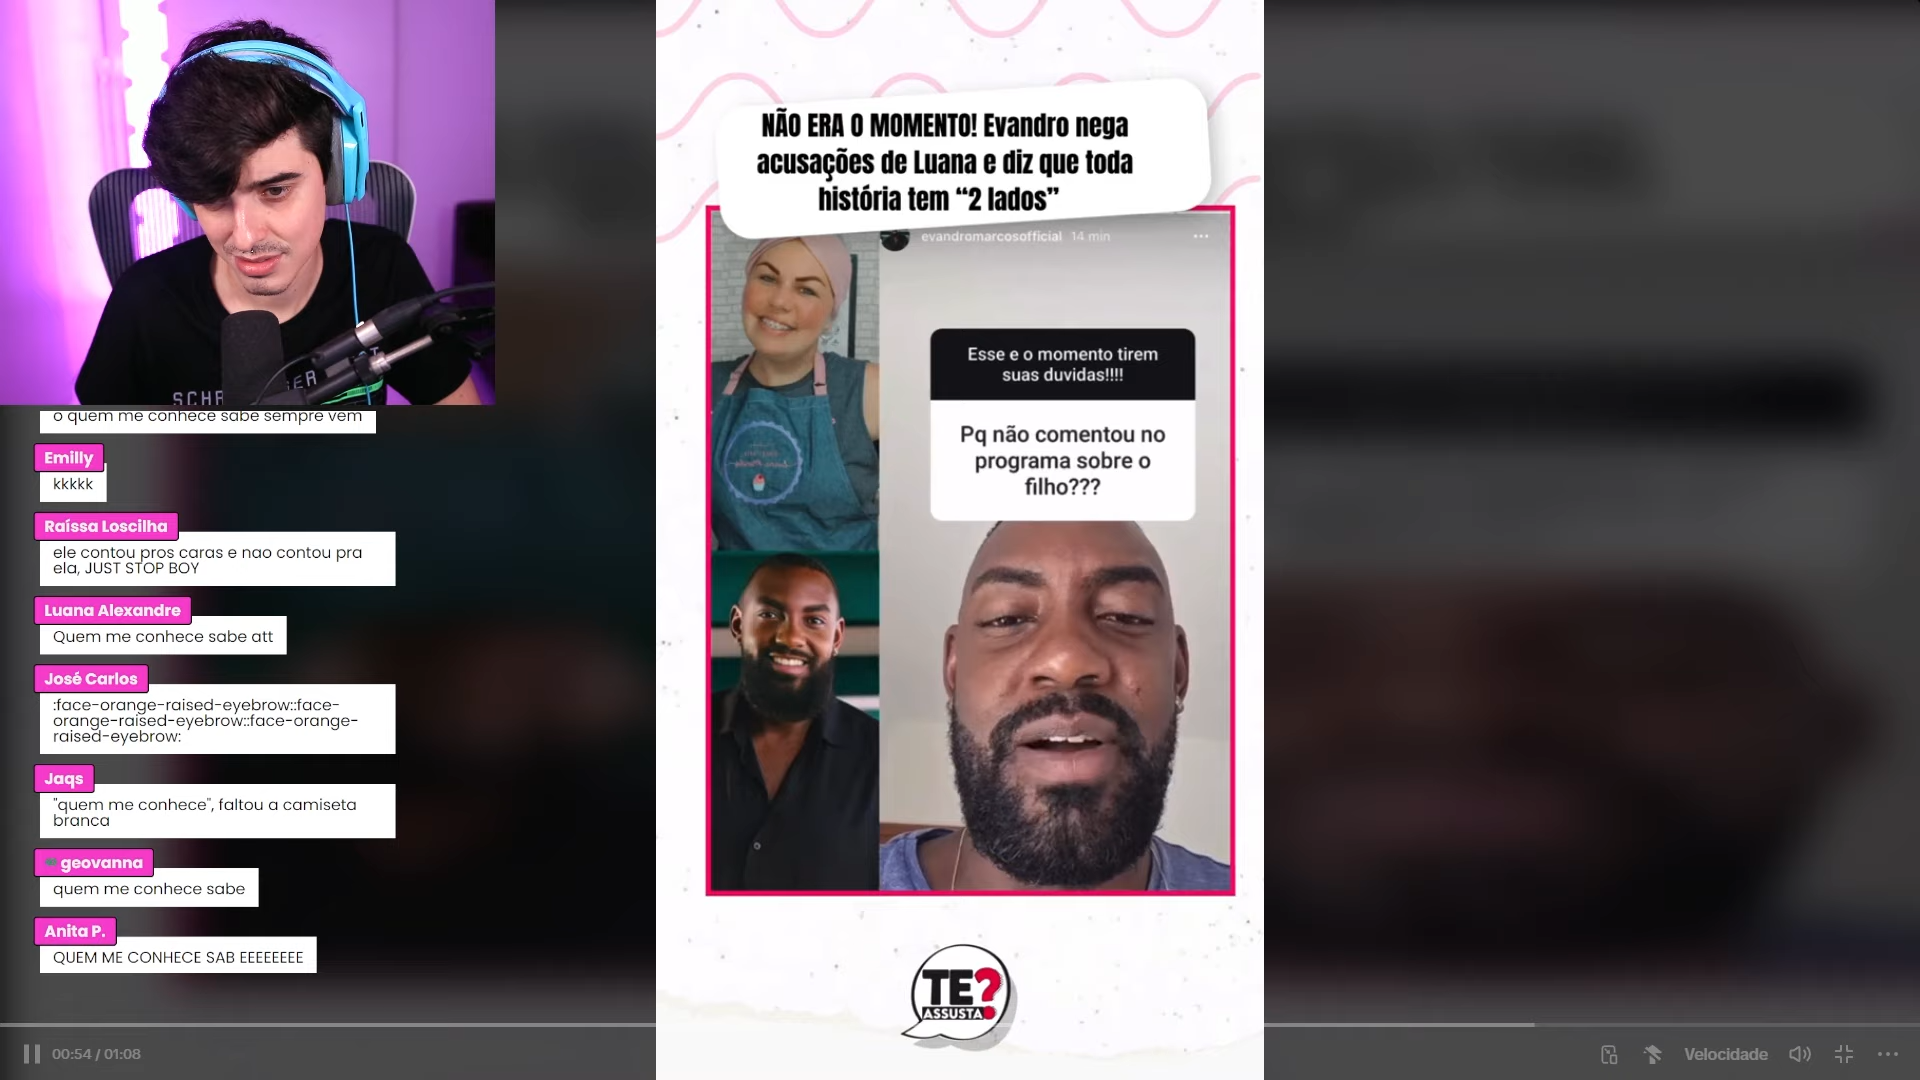 NÃO ERA O MOMENTO! Evandro nega
acusações de Luana e diz que toda
história tem “2 lados”
evandromarcosofficial 14 min
Esse e o momento tirem
suas duvidas!!!!
Pq não comentou no
programa sobre o
filho???
TE?
ASSUSTA
o quem me conhece sabe sempre vem
Emilly
kkkkk
Raíssa Loscilha
ele contou pros caras e nao contou pra
ela, JUST STOP BOY
Luana Alexandre
Quem me conhece sabe att
José Carlos
:face-orange-raised-eyebrow::face-
orange-raised-eyebrow::face-orange-
raised-eyebrow:
Jaqs
"quem me conhece", faltou a camiseta
branca
geovanna
quem me conhece sabe
Anita P.
QUEM ME CONHECE SAB EEEEEEEE
00:54 / 01:08
Velocidade